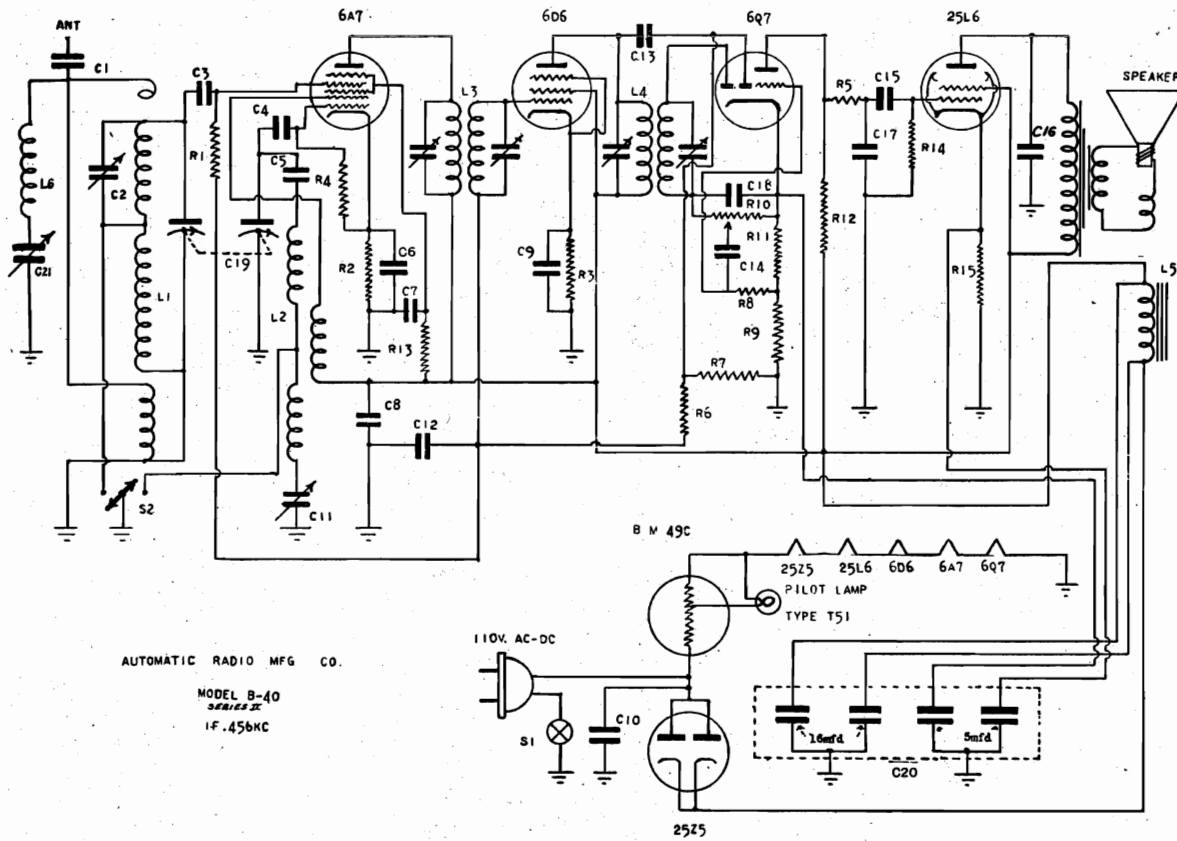 6A7
6D6
6Q7
25L6
ANT
C1
C3
C13
R5
C15
SPEAKER
C4
L3
L4
C5
R4
R1
C17
R14
C16
L6
C2
C18
R10
R12
R11
C21
C19
R2
C6
C9
R3
C14
R15
L5
L1
L2
C7
R8
R9
R13
R7
C8
C12
R6
S2
C11
B M 49C
25Z5
25L6
6D6
6A7
6Q7
PILOT LAMP
TYPE T51
110V. AC-DC
AUTOMATIC RADIO MFG CO.
MODEL B-40
SERIES II
I-F. 456KC
S1
C10
16mfd
5mfd
C20
25Z5